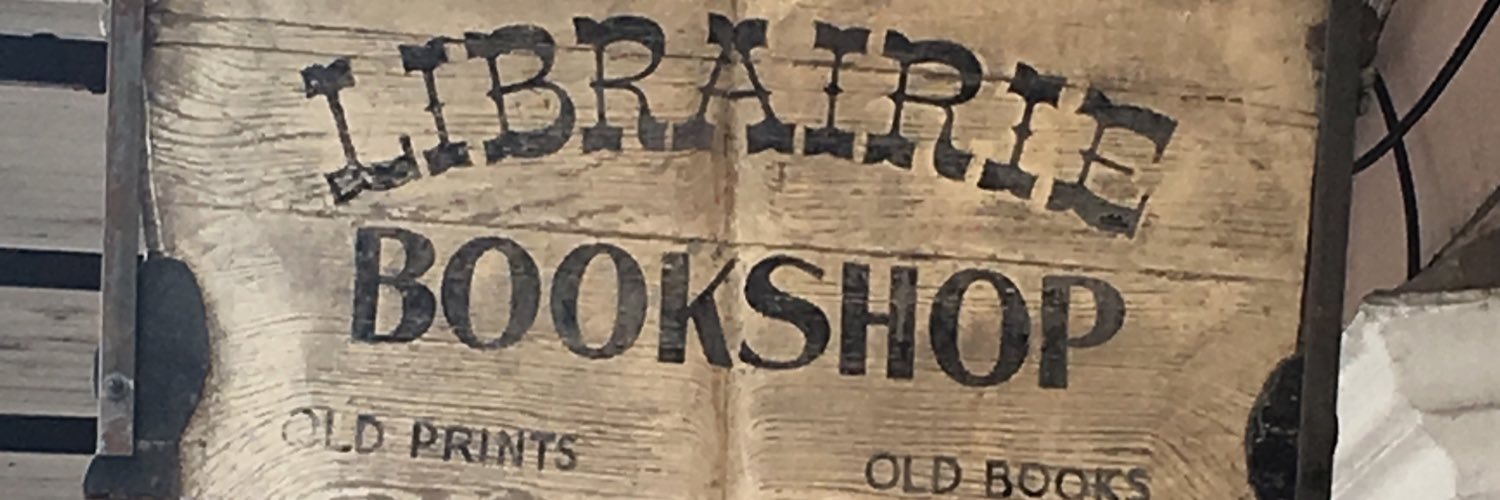 LIBRAIRIE
BOOKSHOP
OLD PRINTS
OLD BOOKS